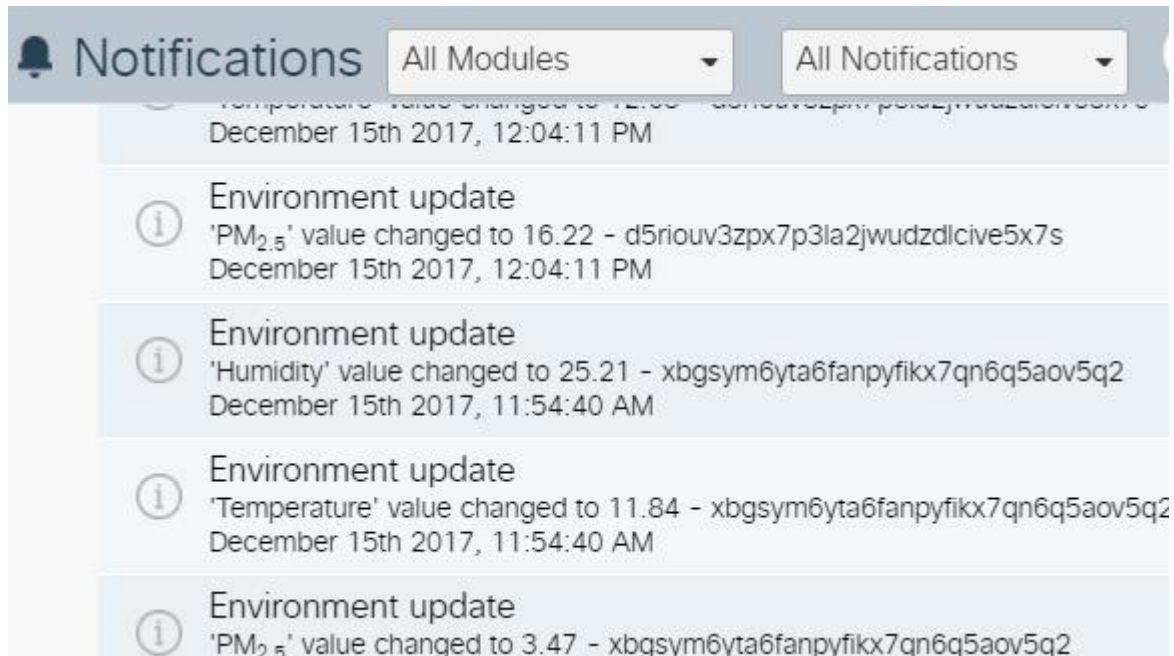 Notifications All Modules All Notifications
December 15th 2017, 12:04:11 PM
Environment update
'PM2.5' value changed to 16.22 - d5riouv3zpx7p3la2jwudzdlcive5x7s
December 15th 2017, 12:04:11 PM
Environment update
'Humidity' value changed to 25.21 - xbgsym6yta6fanpyfikx7qn6q5aov5q2
December 15th 2017, 11:54:40 AM
Environment update
'Temperature' value changed to 11.84 - xbgsym6yta6fanpyfikx7qn6q5aov5q2
December 15th 2017, 11:54:40 AM
Environment update
'PM2.5' value changed to 3.47 - xbgsym6yta6fanpyfikx7qn6q5aov5q2